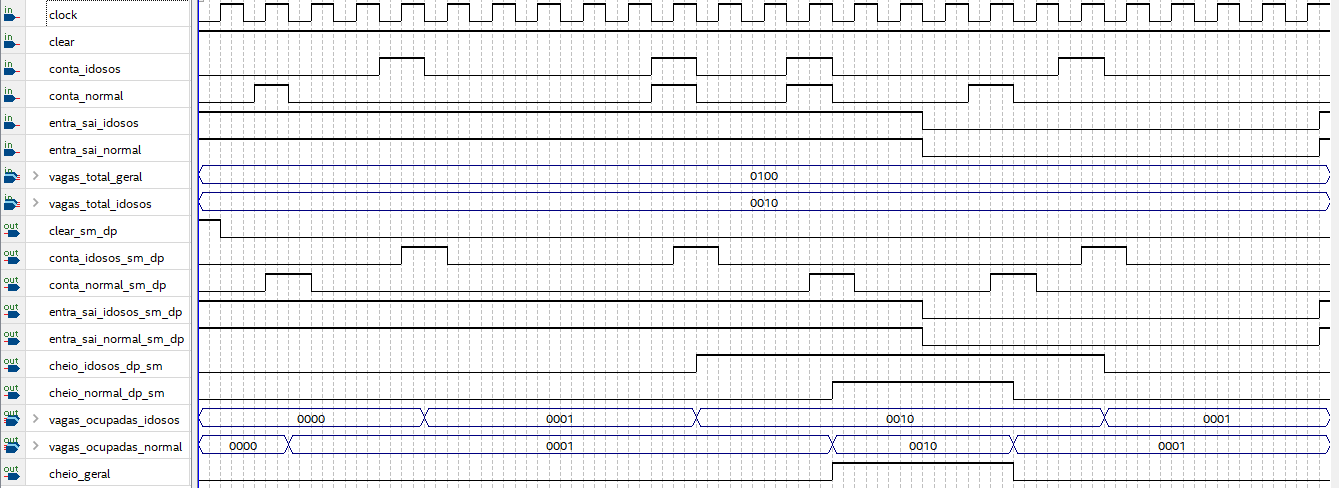 in clock
in clear
in conta_idosos
in conta_normal
in entra_sai_idosos
in entra_sai_normal
in > vagas_total_geral 0100
in > vagas_total_idosos 0010
out clear_sm_dp
out conta_idosos_sm_dp
out conta_normal_sm_dp
out entra_sai_idosos_sm_dp
out entra_sai_normal_sm_dp
out cheio_idosos_dp_sm
out cheio_normal_dp_sm
out > vagas_ocupadas_idosos 0000 0001 0010 0001
out > vagas_ocupadas_normal 0000 0001 0010 0001
out cheio_geral